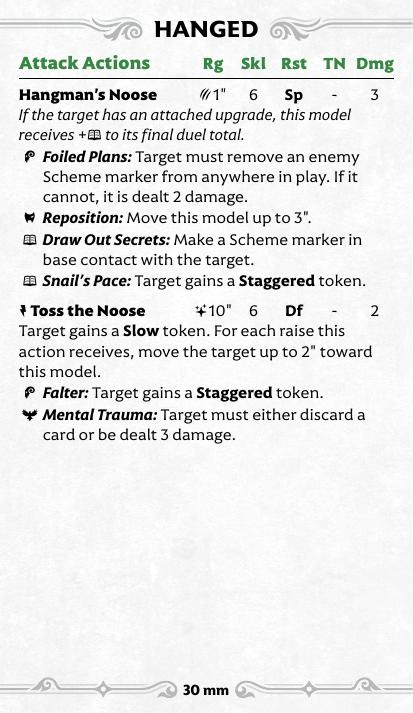 HANGED
Attack Actions Rg Skl Rst TN Dmg
Hangman's Noose 1" 6 Sp - 3
If the target has an attached upgrade, this model
receives + to its final duel total.
Foiled Plans: Target must remove an enemy
Scheme marker from anywhere in play. If it
cannot, it is dealt 2 damage.
Reposition: Move this model up to 3".
Draw Out Secrets: Make a Scheme marker in
base contact with the target.
Snail's Pace: Target gains a Staggered token.
Toss the Noose 10" 6 Df - 2
Target gains a Slow token. For each raise this
action receives, move the target up to 2" toward
this model.
Falter: Target gains a Staggered token.
Mental Trauma: Target must either discard a
card or be dealt 3 damage.
30 mm